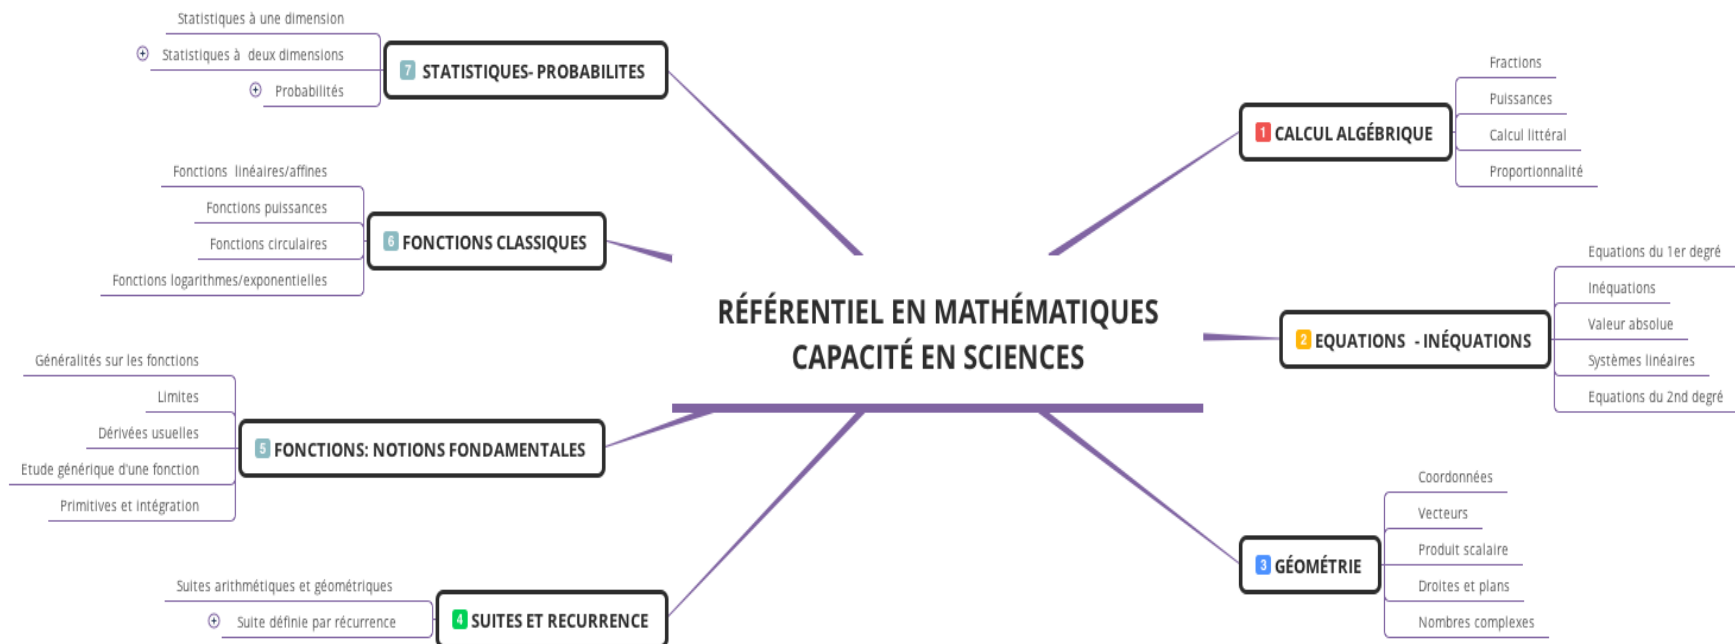 RÉFÉRENTIEL EN MATHÉMATIQUES
CAPACITÉ EN SCIENCES
1 CALCUL ALGÉBRIQUE
Fractions
Puissances
Calcul littéral
Proportionnalité
2 EQUATIONS - INÉQUATIONS
Equations du 1er degré
Inéquations
Valeur absolue
Systèmes linéaires
Equations du 2nd degré
3 GÉOMÉTRIE
Coordonnées
Vecteurs
Produit scalaire
Droites et plans
Nombres complexes
4 SUITES ET RECURRENCE
Suites arithmétiques et géométriques
Suite définie par récurrence
5 FONCTIONS: NOTIONS FONDAMENTALES
Généralités sur les fonctions
Limites
Dérivées usuelles
Etude générique d'une fonction
Primitives et intégration
6 FONCTIONS CLASSIQUES
Fonctions linéaires/affines
Fonctions puissances
Fonctions circulaires
Fonctions logarithmes/exponentielles
7 STATISTIQUES- PROBABILITES
Statistiques à une dimension
Statistiques à deux dimensions
Probabilités